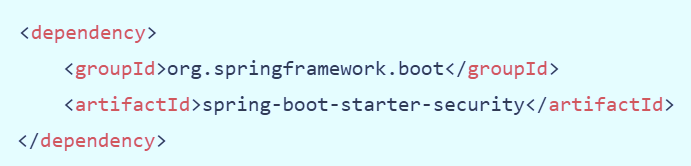 <dependency>
    <groupId>org.springframework.boot</groupId>
    <artifactId>spring-boot-starter-security</artifactId>
</dependency>